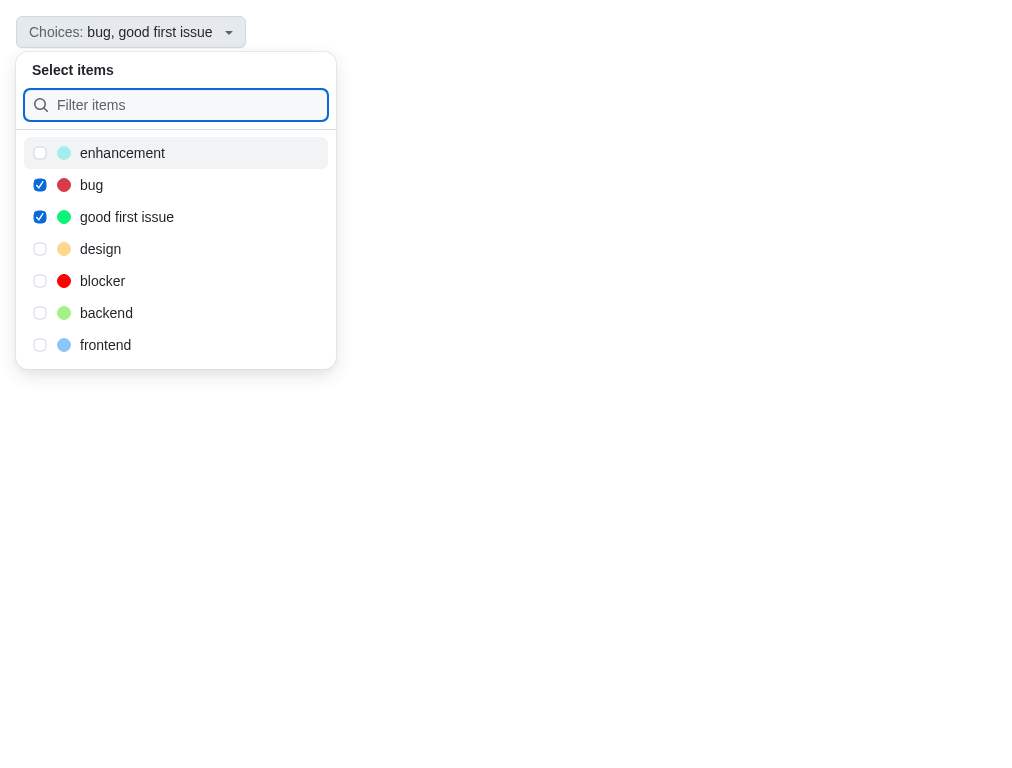 Choices: bug, good first issue
Select items
Filter items
enhancement
bug
good first issue
design
blocker
backend
frontend